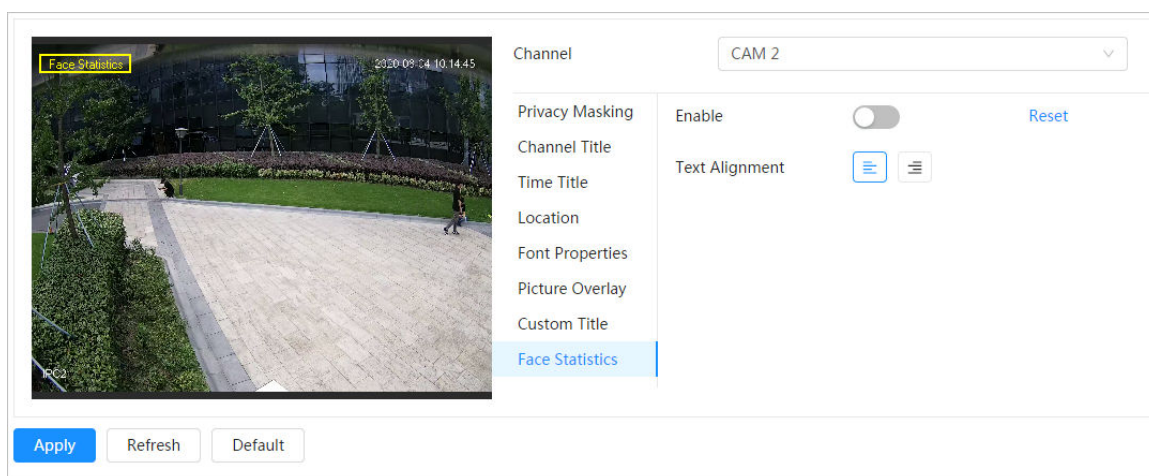 Face Statistics
2020-09-04 10:14:45
IPC2
Channel
CAM 2
Privacy Masking
Channel Title
Time Title
Location
Font Properties
Picture Overlay
Custom Title
Face Statistics
Enable
Reset
Text Alignment
Apply
Refresh
Default